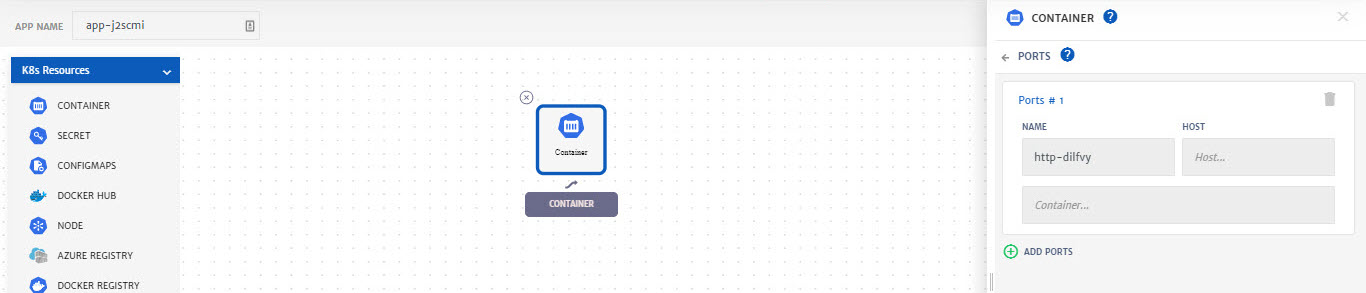 APP NAME
app-j2scmi
K8s Resources
CONTAINER
SECRET
CONFIGMAPS
DOCKER HUB
NODE
AZURE REGISTRY
DOCKER REGISTRY
Container
CONTAINER
CONTAINER ?
PORTS ?
Ports # 1
NAME HOST
http-dilfvy Host...
Container...
ADD PORTS